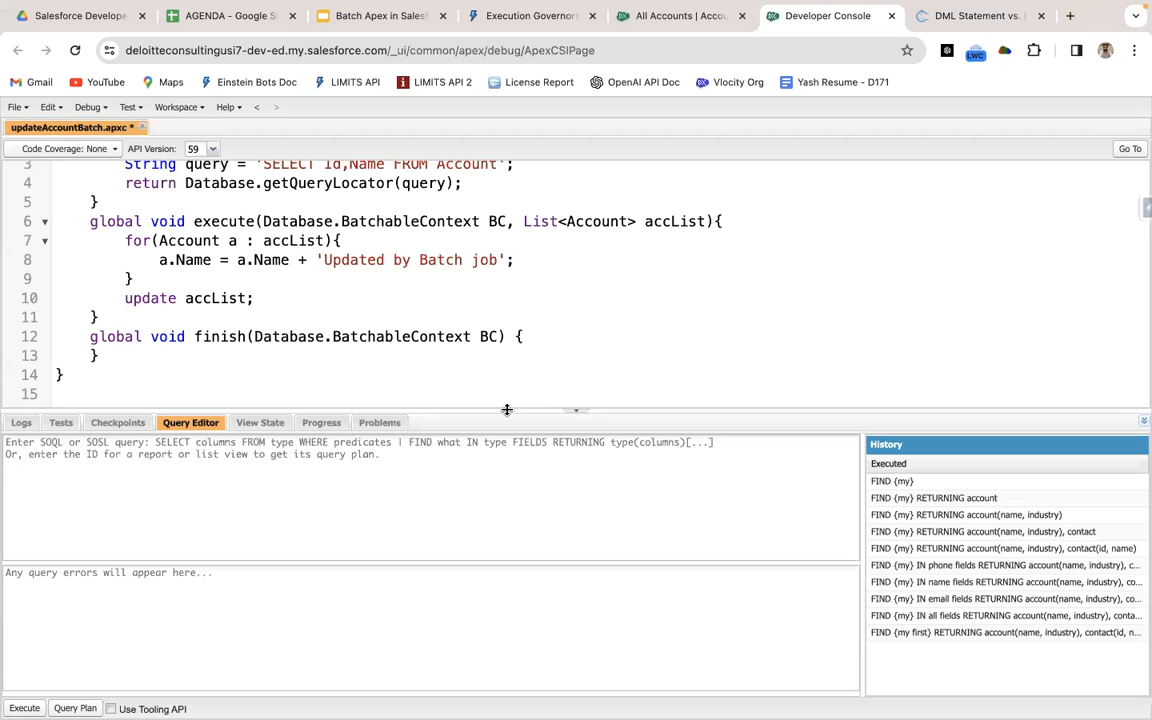 Salesforce Develope
AGENDA - Google S
Batch Apex in Sales
Execution Governors
All Accounts | Accou
Developer Console
DML Statement vs.
deloitteconsultingusi7-dev-ed.my.salesforce.com/_ui/common/apex/debug/ApexCSIPage
Gmail
YouTube
Maps
Einstein Bots Doc
LIMITS API
LIMITS API 2
License Report
OpenAI API Doc
Vlocity Org
Yash Resume - D171
File
Edit
Debug
Test
Workspace
Help
<
>
updateAccountBatch.apxc *
Code Coverage: None
API Version:
59
Go To
3 String query = 'SELECT Id,Name FROM Account';
4 return Database.getQueryLocator(query);
5 }
6 global void execute(Database.BatchableContext BC, List<Account> accList){
7 for(Account a : accList){
8 a.Name = a.Name + 'Updated by Batch job';
9 }
10 update accList;
11 }
12 global void finish(Database.BatchableContext BC) {
13 }
14 }
15
Logs
Tests
Checkpoints
Query Editor
View State
Progress
Problems
Enter SOQL or SOSL query: SELECT columns FROM type WHERE predicates | FIND what IN type FIELDS RETURNING type(columns)[...]
Or, enter the ID for a report or list view to get its query plan.
Any query errors will appear here...
History
Executed
FIND {my}
FIND {my} RETURNING account
FIND {my} RETURNING account(name, industry)
FIND {my} RETURNING account(name, industry), contact
FIND {my} RETURNING account(name, industry), contact(id, name)
FIND {my} IN phone fields RETURNING account(name, industry), c...
FIND {my} IN name fields RETURNING account(name, industry), co...
FIND {my} IN email fields RETURNING account(name, industry), co...
FIND {my} IN all fields RETURNING account(name, industry), conta...
FIND {my first} RETURNING account(name, industry), contact(id, n...
Execute
Query Plan
Use Tooling API